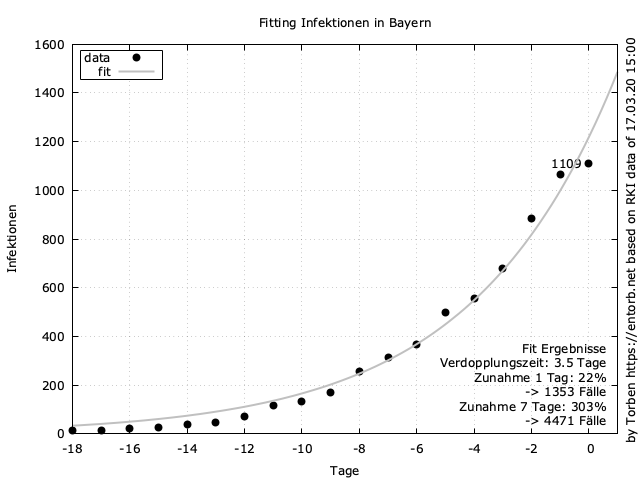 Fitting Infektionen in Bayern
data
fit
1600
1400
1200
1000
800
600
400
200
0
Infektionen
1109
Fit Ergebnisse
Verdopplungszeit: 3.5 Tage
Zunahme 1 Tag: 22%
-> 1353 Fälle
Zunahme 7 Tage: 303%
-> 4471 Fälle
-18 -16 -14 -12 -10 -8 -6 -4 -2 0
Tage
by Torben https://entorb.net based on RKI data of 17.03.20 15:00